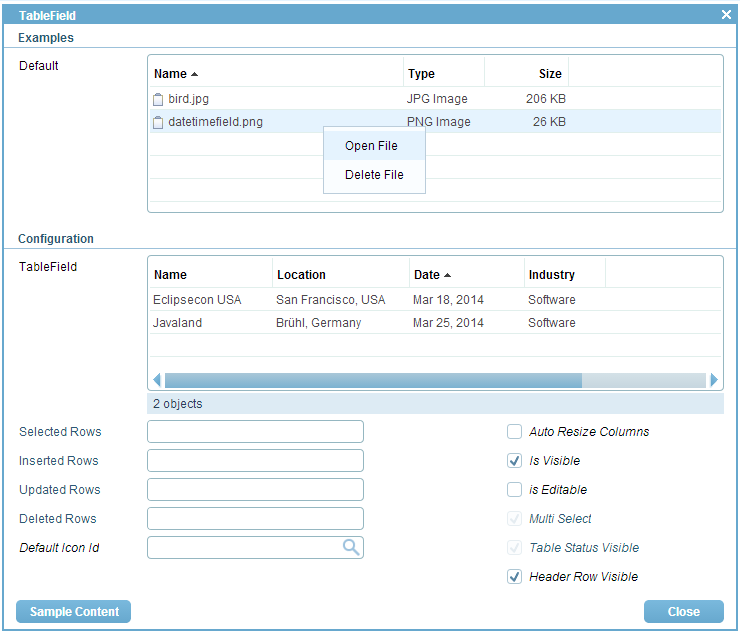 TableField
Examples
Default
Name Type Size
bird.jpg JPG Image 206 KB
datetimefield.png PNG Image 26 KB
Open File
Delete File
Configuration
TableField
Name Location Date Industry
Eclipsecon USA San Francisco, USA Mar 18, 2014 Software
Javaland Brühl, Germany Mar 25, 2014 Software
2 objects
Selected Rows Auto Resize Columns
Inserted Rows Is Visible
Updated Rows is Editable
Deleted Rows Multi Select
Default Icon Id Table Status Visible
Header Row Visible
Sample Content Close